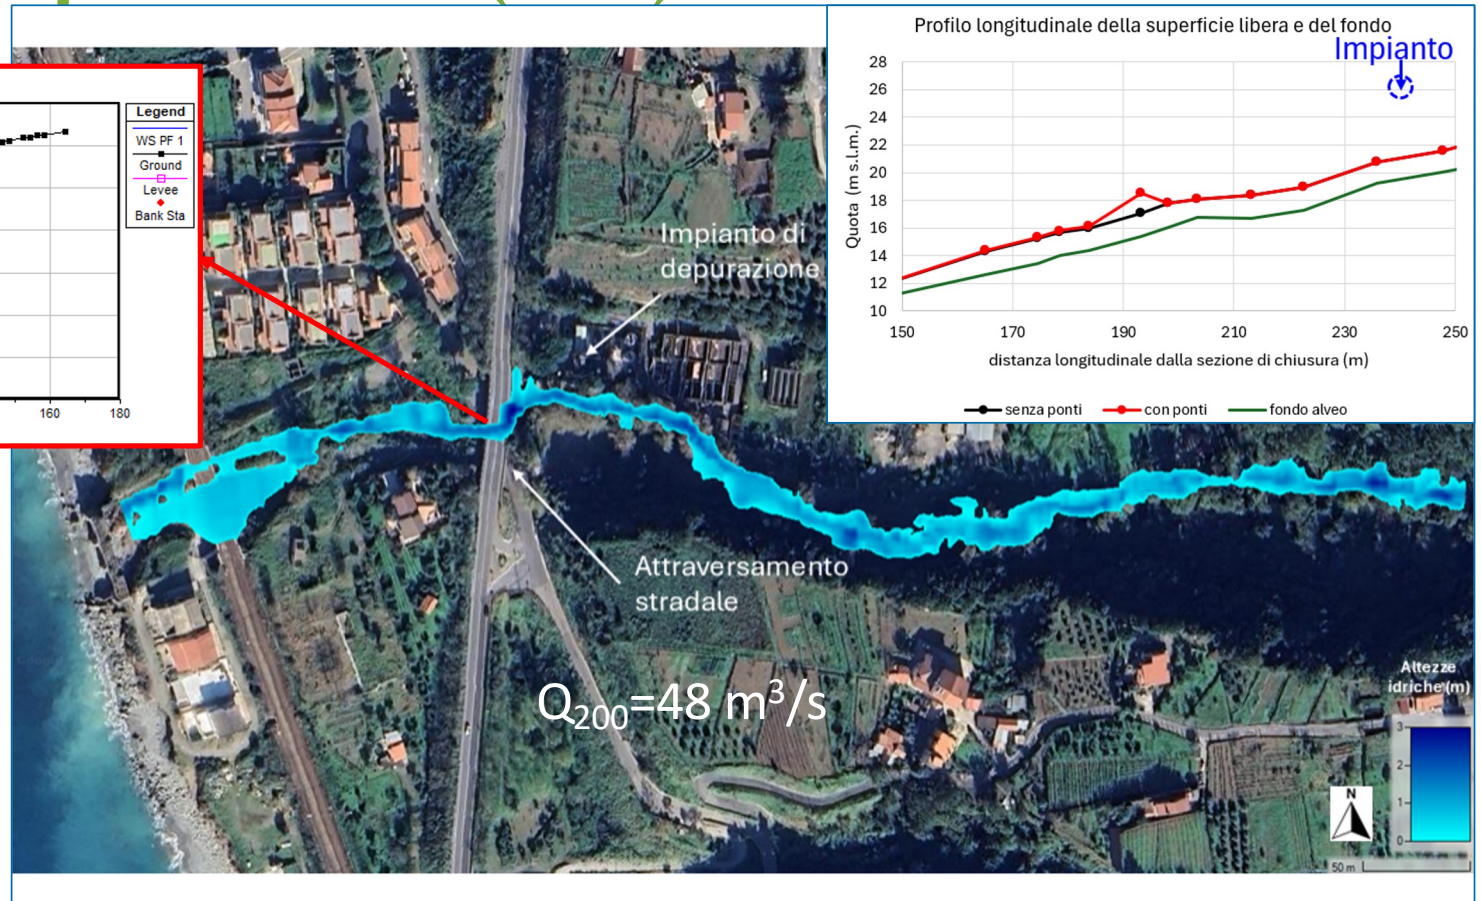 Profilo longitudinale della superficie libera e del fondo
Impianto
28
26
24
22
20
18
16
14
12
10
Quota (m s.l.m.)
150 170 190 210 230 250
distanza longitudinale dalla sezione di chiusura (m)
senza ponti con ponti fondo alveo
Legend
WS PF 1
Ground
Levee
Bank Sta
160 180
Impianto di
depurazione
Attraversamento
stradale
Q₂₀₀=48 m³/s
Altezze
idriche (m)
3
2
1
0
N
50 m